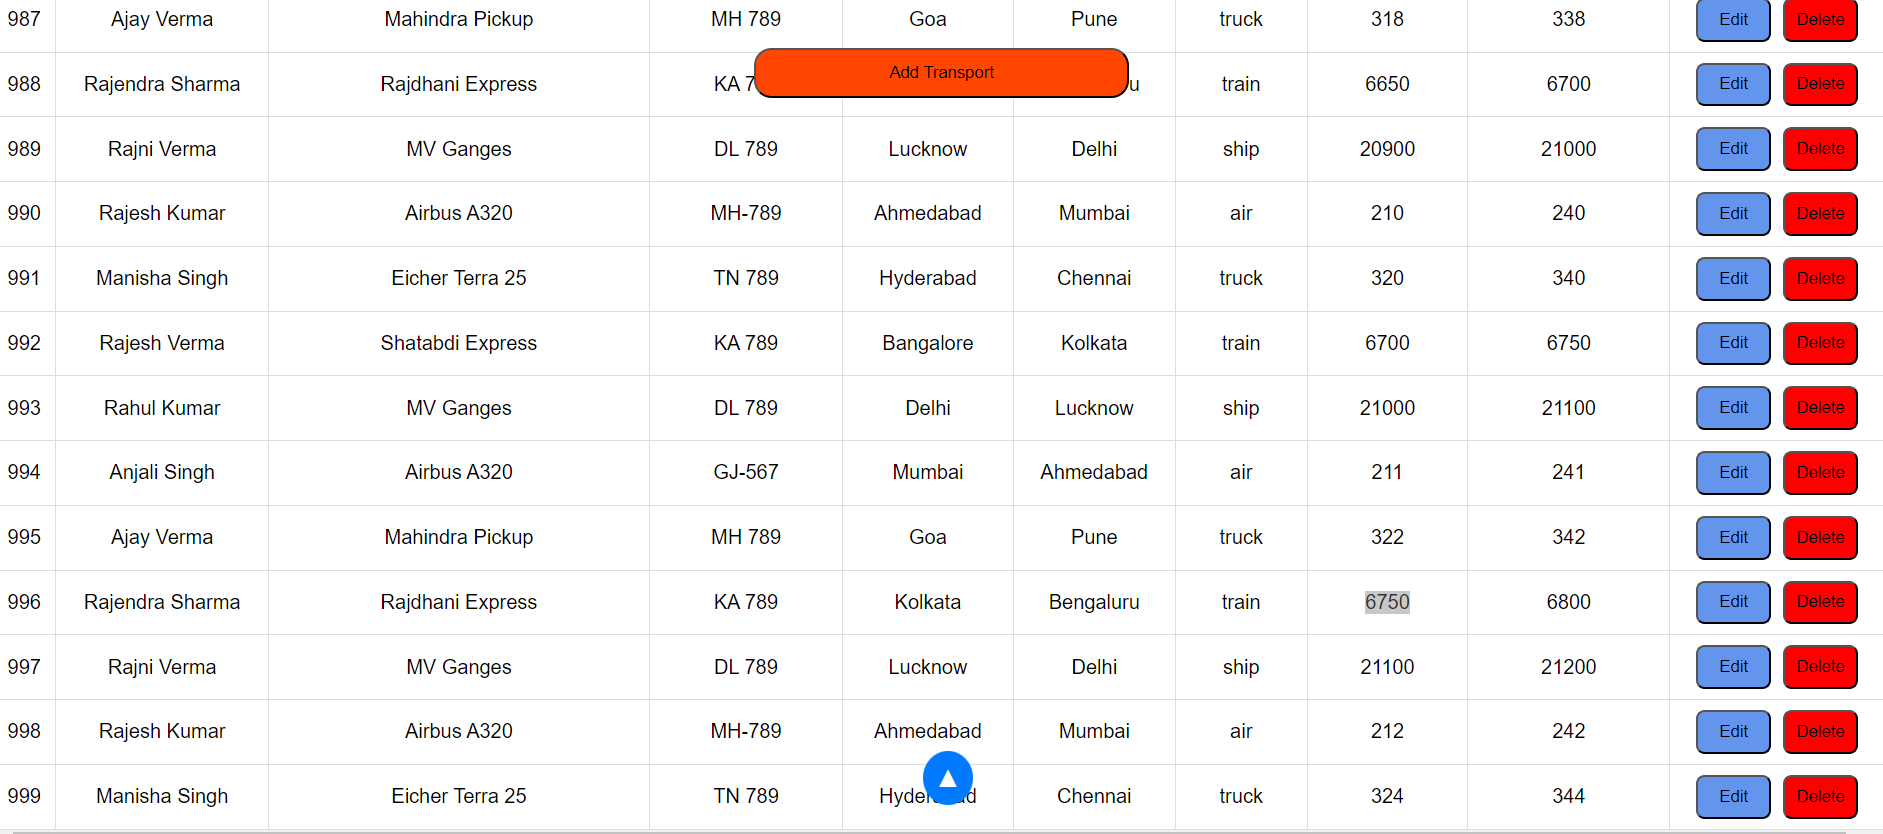 987 Ajay Verma Mahindra Pickup MH 789 Goa Pune truck 318 338 Edit Delete
Add Transport
988 Rajendra Sharma Rajdhani Express KA train 6650 6700 Edit Delete
989 Rajni Verma MV Ganges DL 789 Lucknow Delhi ship 20900 21000 Edit Delete
990 Rajesh Kumar Airbus A320 MH-789 Ahmedabad Mumbai air 210 240 Edit Delete
991 Manisha Singh Eicher Terra 25 TN 789 Hyderabad Chennai truck 320 340 Edit Delete
992 Rajesh Verma Shatabdi Express KA 789 Bangalore Kolkata train 6700 6750 Edit Delete
993 Rahul Kumar MV Ganges DL 789 Delhi Lucknow ship 21000 21100 Edit Delete
994 Anjali Singh Airbus A320 GJ-567 Mumbai Ahmedabad air 211 241 Edit Delete
995 Ajay Verma Mahindra Pickup MH 789 Goa Pune truck 322 342 Edit Delete
996 Rajendra Sharma Rajdhani Express KA 789 Kolkata Bengaluru train 6750 6800 Edit Delete
997 Rajni Verma MV Ganges DL 789 Lucknow Delhi ship 21100 21200 Edit Delete
998 Rajesh Kumar Airbus A320 MH-789 Ahmedabad Mumbai air 212 242 Edit Delete
999 Manisha Singh Eicher Terra 25 TN 789 Chennai truck 324 344 Edit Delete